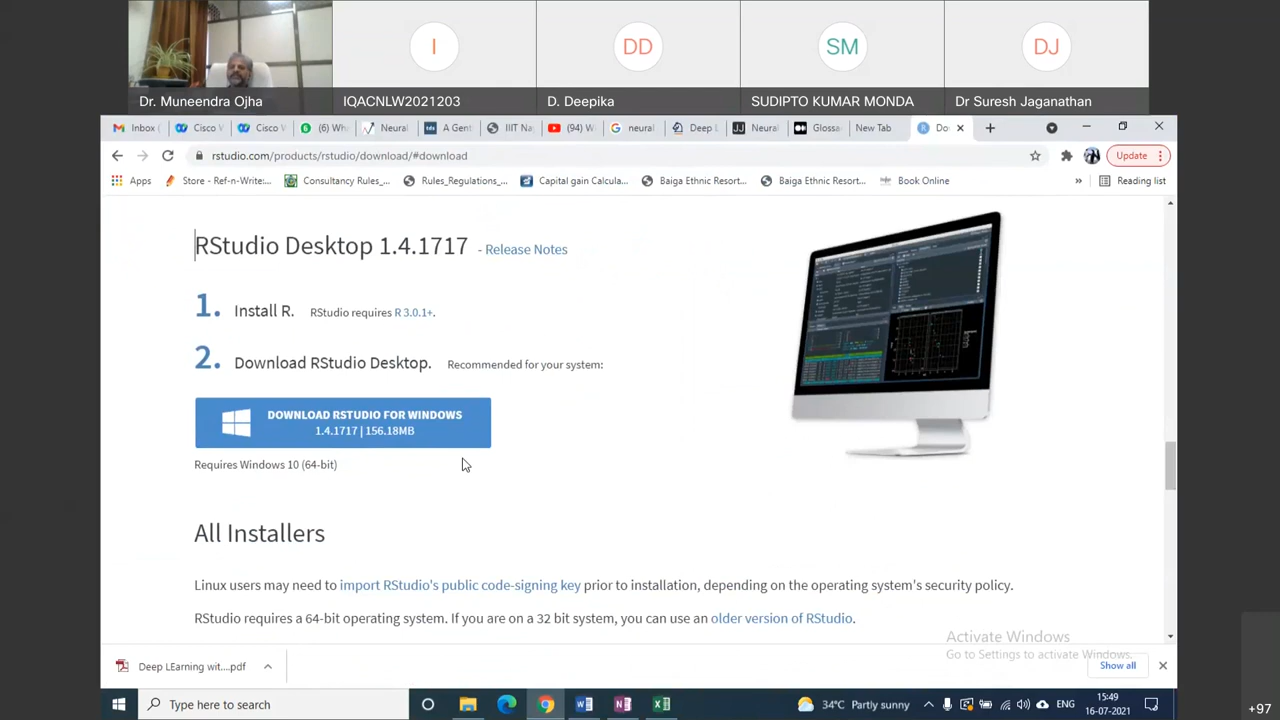 I
DD
SM
DJ
Dr. Muneendra Ojha
IQACNLW2021203
D. Deepika
SUDIPTO KUMAR MONDA
Dr Suresh Jaganathan
Inbox (
Cisco V
Cisco V
(6) Wh
Neural
A Gent
IIIT Na
(94) W
neural
Deep L
Neural
Glossa
New Tab
Do
rstudio.com/products/rstudio/download/#download
Update
Apps
Store - Ref-n-Write:...
Consultancy Rules_...
Rules_Regulations_...
Capital gain Calcula...
Baiga Ethnic Resort...
Baiga Ethnic Resort...
Book Online
»
Reading list
RStudio Desktop 1.4.1717 - Release Notes
1. Install R. RStudio requires R 3.0.1+.
2. Download RStudio Desktop. Recommended for your system:
DOWNLOAD RSTUDIO FOR WINDOWS
1.4.1717 | 156.18MB
Requires Windows 10 (64-bit)
All Installers
Linux users may need to import RStudio's public code-signing key prior to installation, depending on the operating system's security policy.
RStudio requires a 64-bit operating system. If you are on a 32 bit system, you can use an older version of RStudio.
Activate Windows
Go to Settings to activate Windows.
Deep LEarning wit....pdf
Show all
Type here to search
34°C Partly sunny
ENG
15:49
16-07-2021
+97